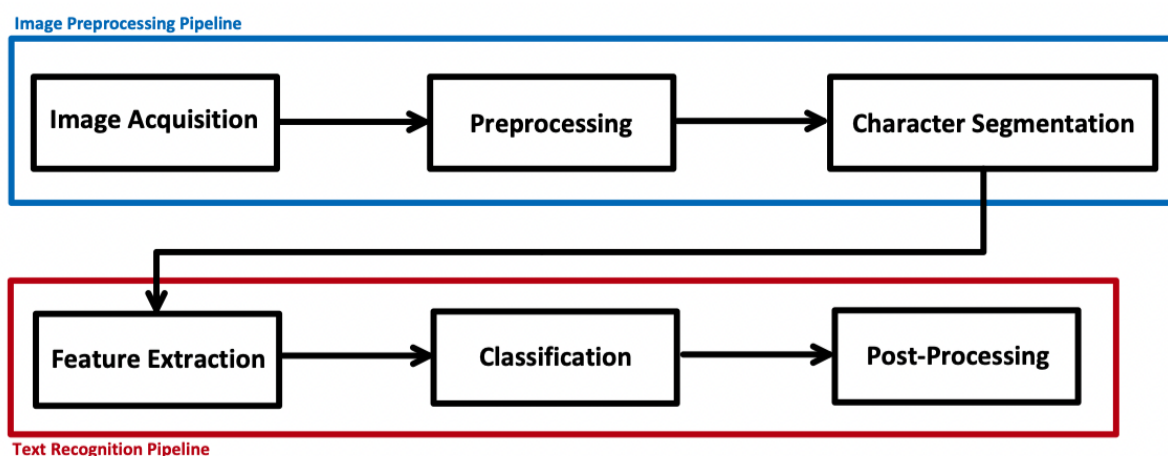 Image Preprocessing Pipeline
Image Acquisition
Preprocessing
Character Segmentation
Feature Extraction
Classification
Post-Processing
Text Recognition Pipeline